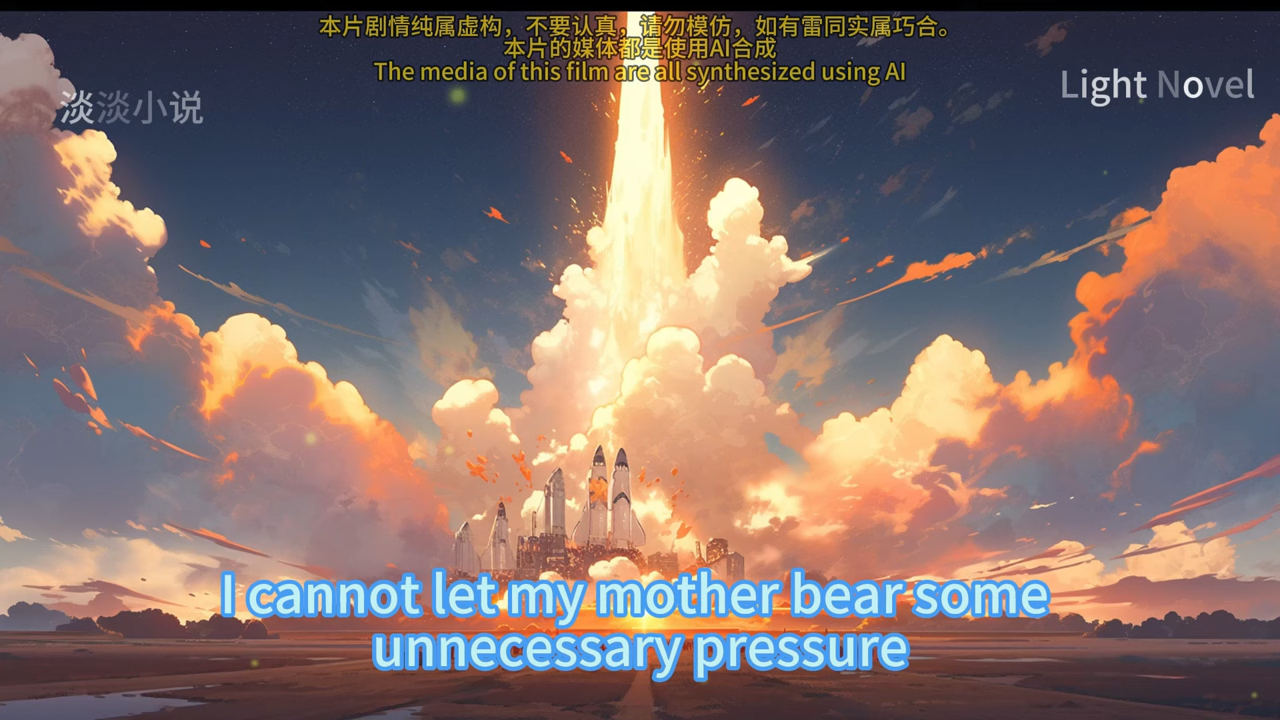 本片剧情纯属虚构，不要认真，请勿模仿，如有雷同实属巧合。
本片的媒体都是使用AI合成
The media of this film are all synthesized using AI
淡淡小说
Light Novel
I cannot let my mother bear some
unnecessary pressure